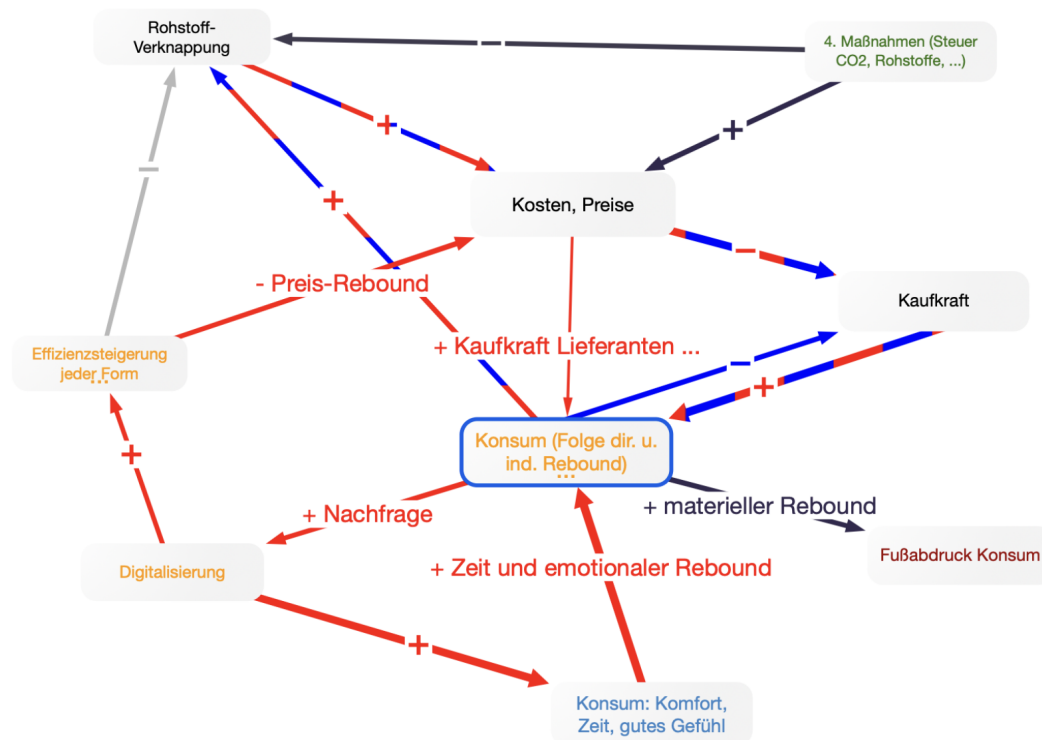 Rohstoff-
Verknappung
4. Maßnahmen (Steuer
CO2, Rohstoffe, ...)
–
+
+
–
+
Kosten, Preise
–
- Preis-Rebound
Kaufkraft
+ Kaufkraft Lieferanten ...
Effizienzsteigerung
jeder Form
...
–
+
Konsum (Folge dir. u.
ind. Rebound)
...
+
+ materieller Rebound
+ Nachfrage
Fußabdruck Konsum
+ Zeit und emotionaler Rebound
Digitalisierung
+
Konsum: Komfort,
Zeit, gutes Gefühl